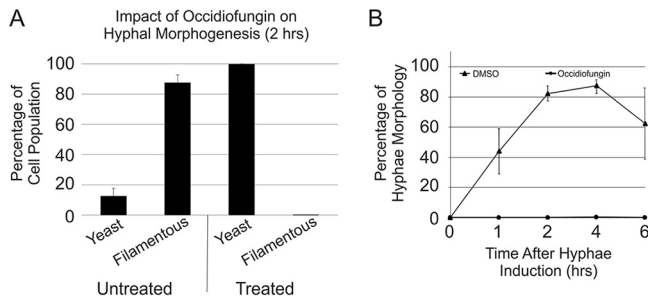 A
Impact of Occidiofungin on
Hyphal Morphogenesis (2 hrs)
Percentage of
Cell Population
100
80
60
40
20
0
Yeast
Filamentous
Yeast
Filamentous
Untreated
Treated
B
Percentage of
Hyphae Morphology
DMSO
Occidiofungin
100
80
60
40
20
0
0
1
2
4
6
Time After Hyphae
Induction (hrs)